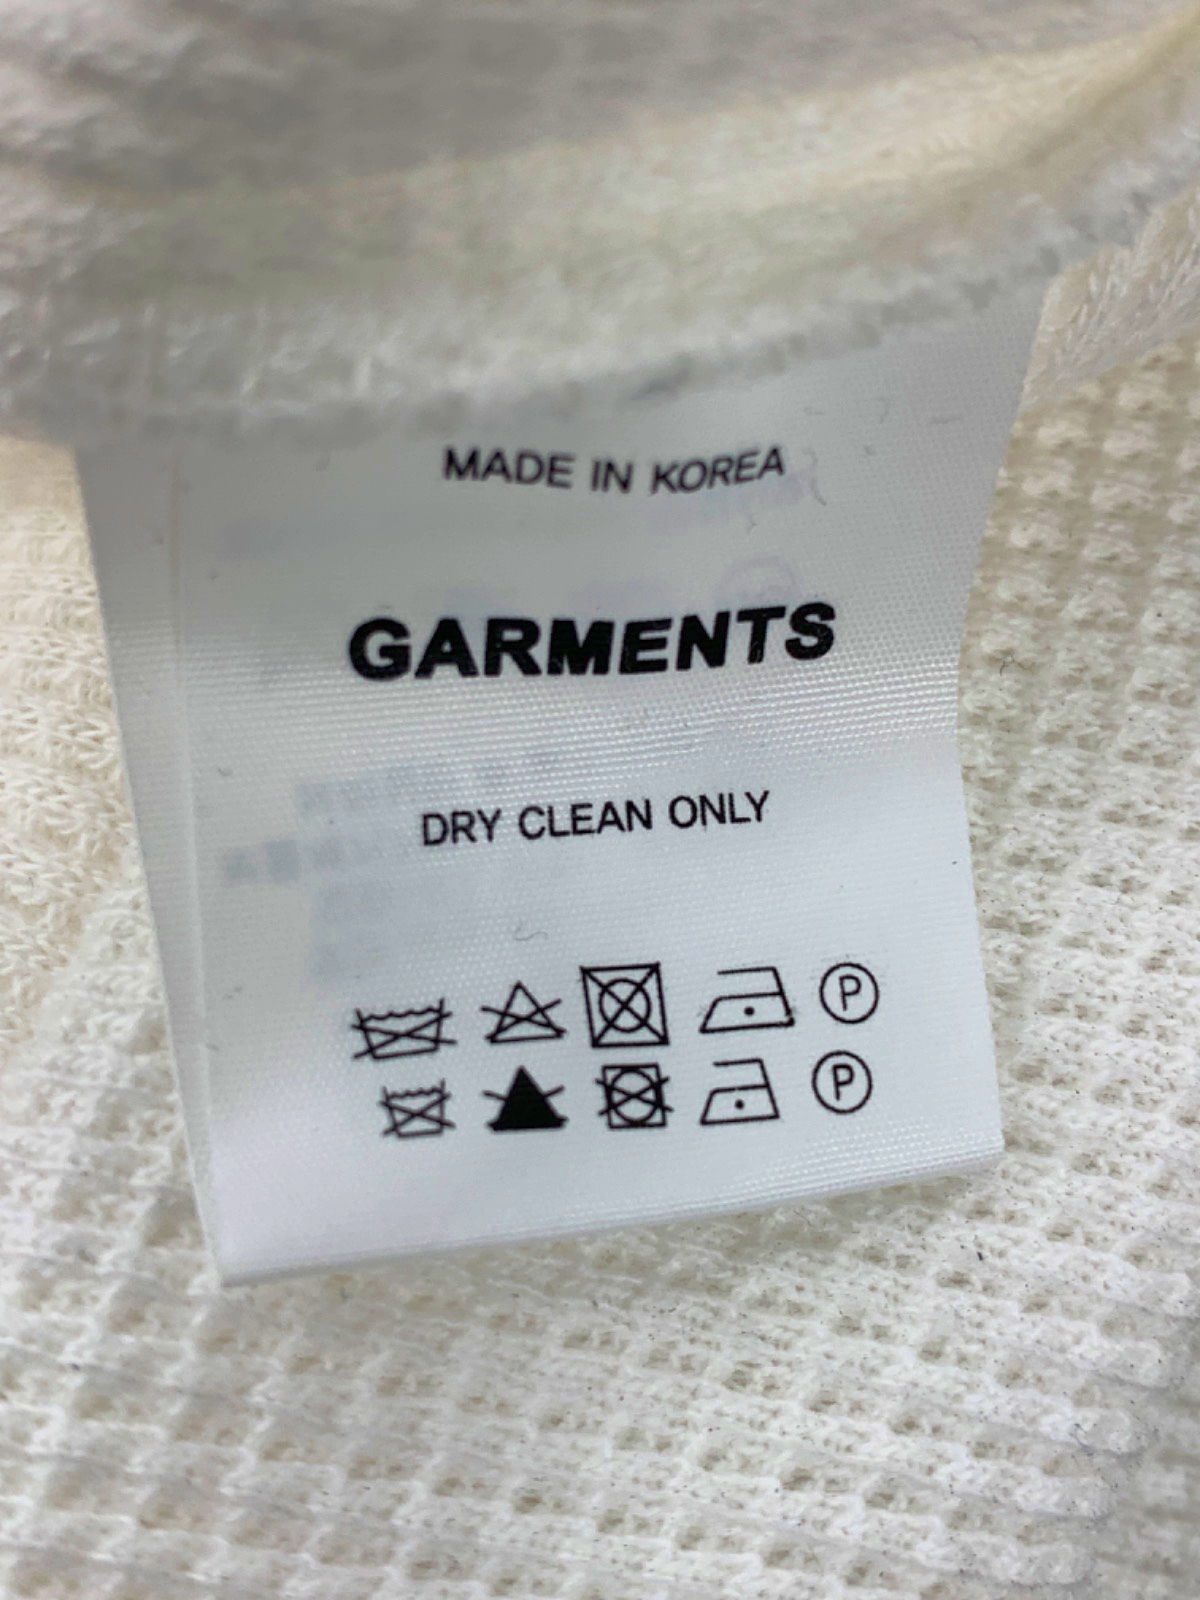 MADE IN KOREA
GARMENTS
DRY CLEAN ONLY
P
P